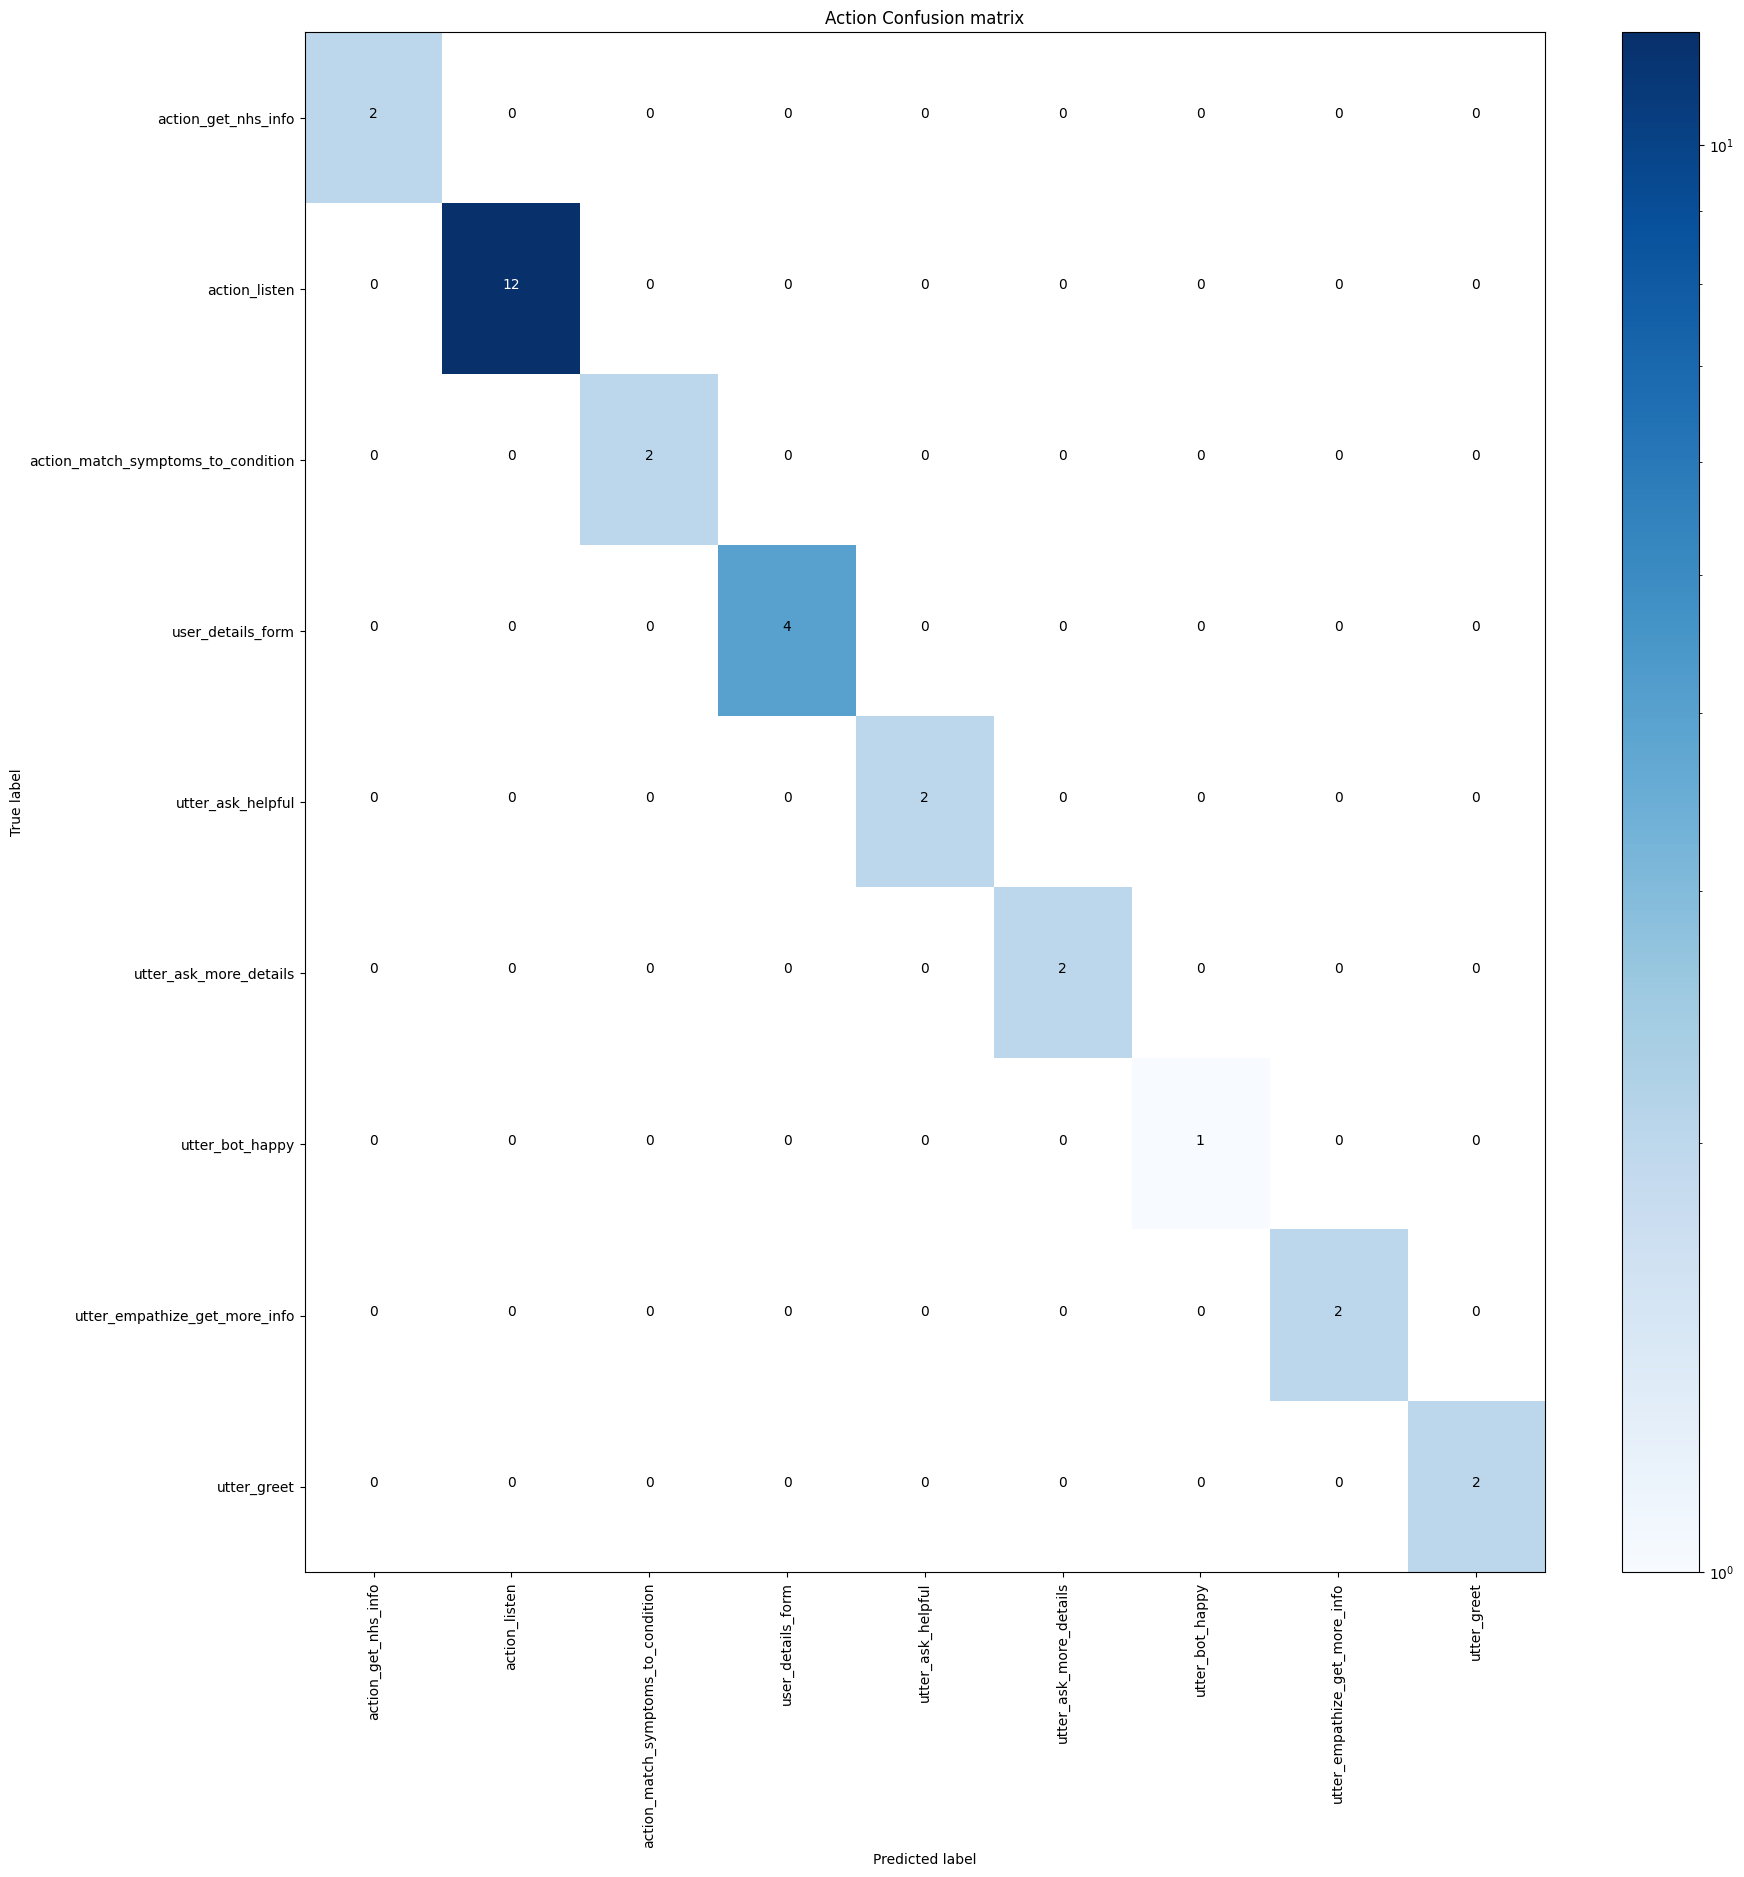 Action Confusion matrix
action_get_nhs_info 2 0 0 0 0 0 0 0 0
action_listen 0 12 0 0 0 0 0 0 0
action_match_symptoms_to_condition 0 0 2 0 0 0 0 0 0
user_details_form 0 0 0 4 0 0 0 0 0
utter_ask_helpful 0 0 0 0 2 0 0 0 0
utter_ask_more_details 0 0 0 0 0 2 0 0 0
utter_bot_happy 0 0 0 0 0 0 1 0 0
utter_empathize_get_more_info 0 0 0 0 0 0 0 2 0
utter_greet 0 0 0 0 0 0 0 0 2
True label
action_get_nhs_info
action_listen
action_match_symptoms_to_condition
user_details_form
utter_ask_helpful
utter_ask_more_details
utter_bot_happy
utter_empathize_get_more_info
utter_greet
Predicted label
10¹
10⁰